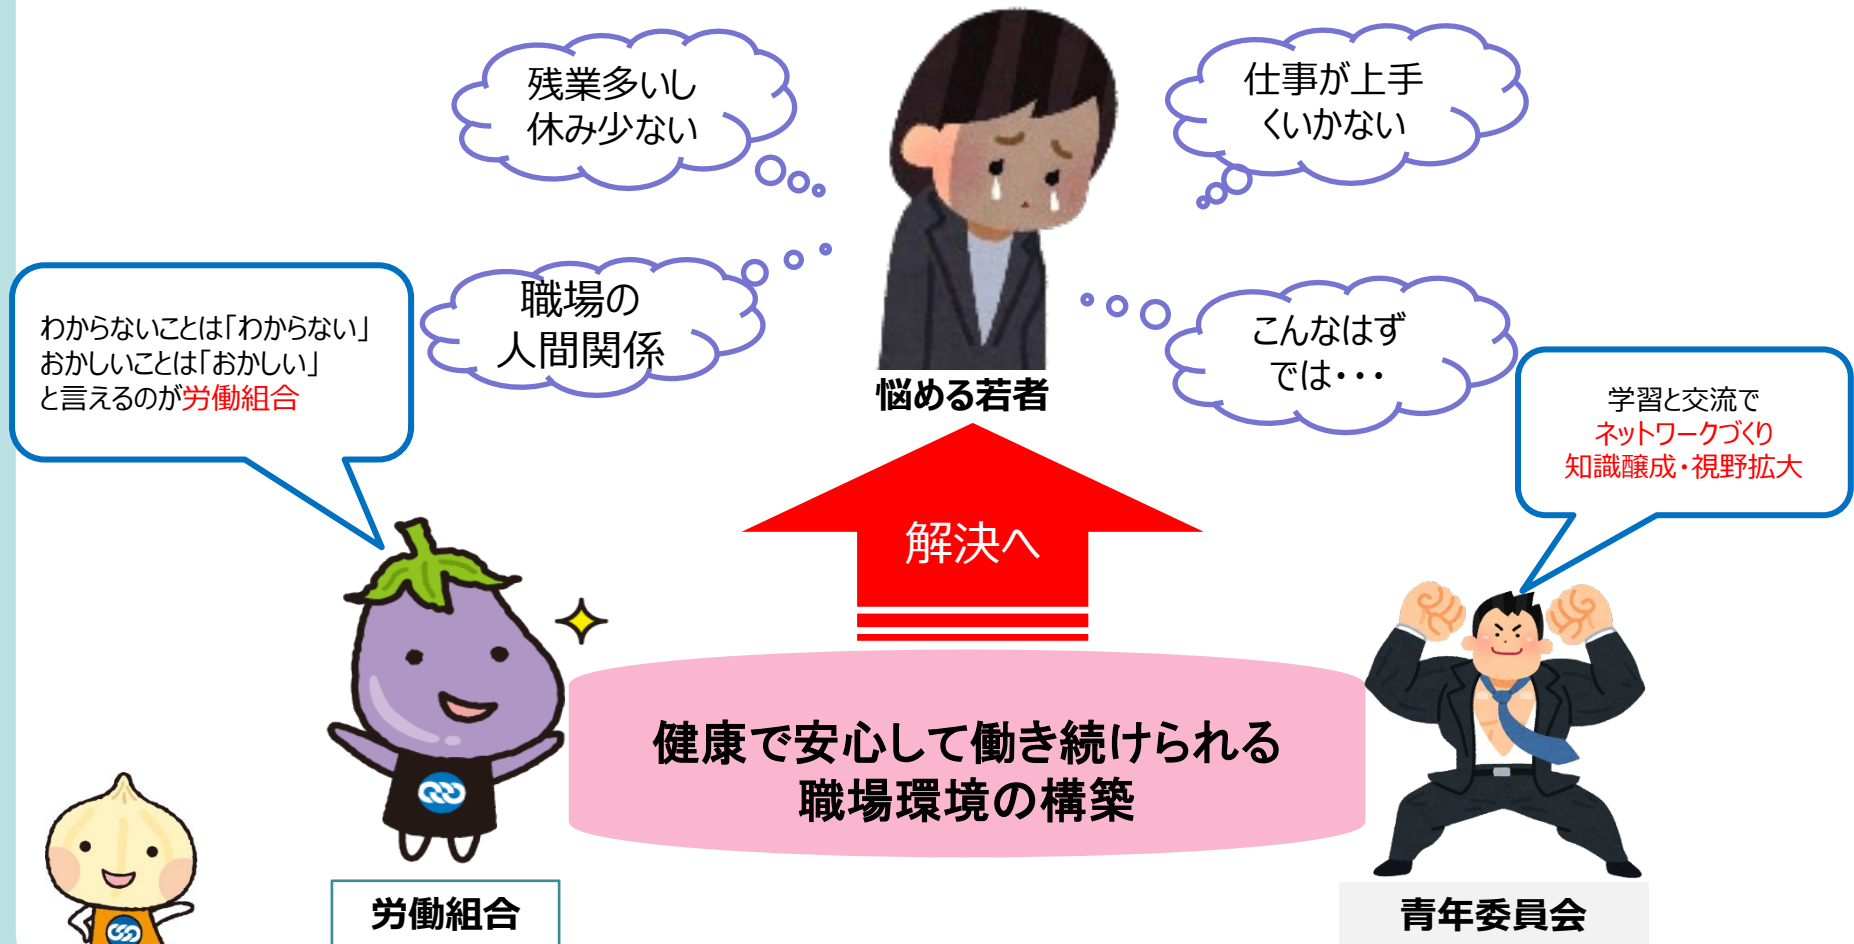 残業多いし
休み少ない
仕事が上手
くいかない
職場の
人間関係
こんなはず
では・・・
悩める若者
わからないことは「わからない」
おかしいことは「おかしい」
と言えるのが労働組合
学習と交流で
ネットワークづくり
知識醸成・視野拡大
解決へ
健康で安心して働き続けられる
職場環境の構築
労働組合
青年委員会